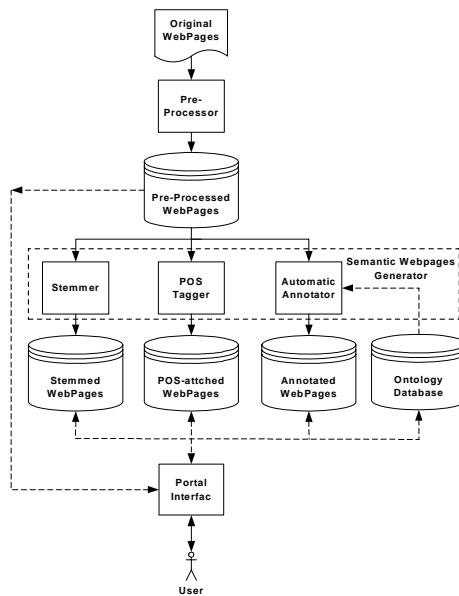 Original
WebPages
Pre-
Processor
Pre-Processed
WebPages
Semantic Webpages
Generator
Stemmer
POS
Tagger
Automatic
Annotator
Stemmed
WebPages
POS-attched
WebPages
Annotated
WebPages
Ontology
Database
Portal
Interfac
User